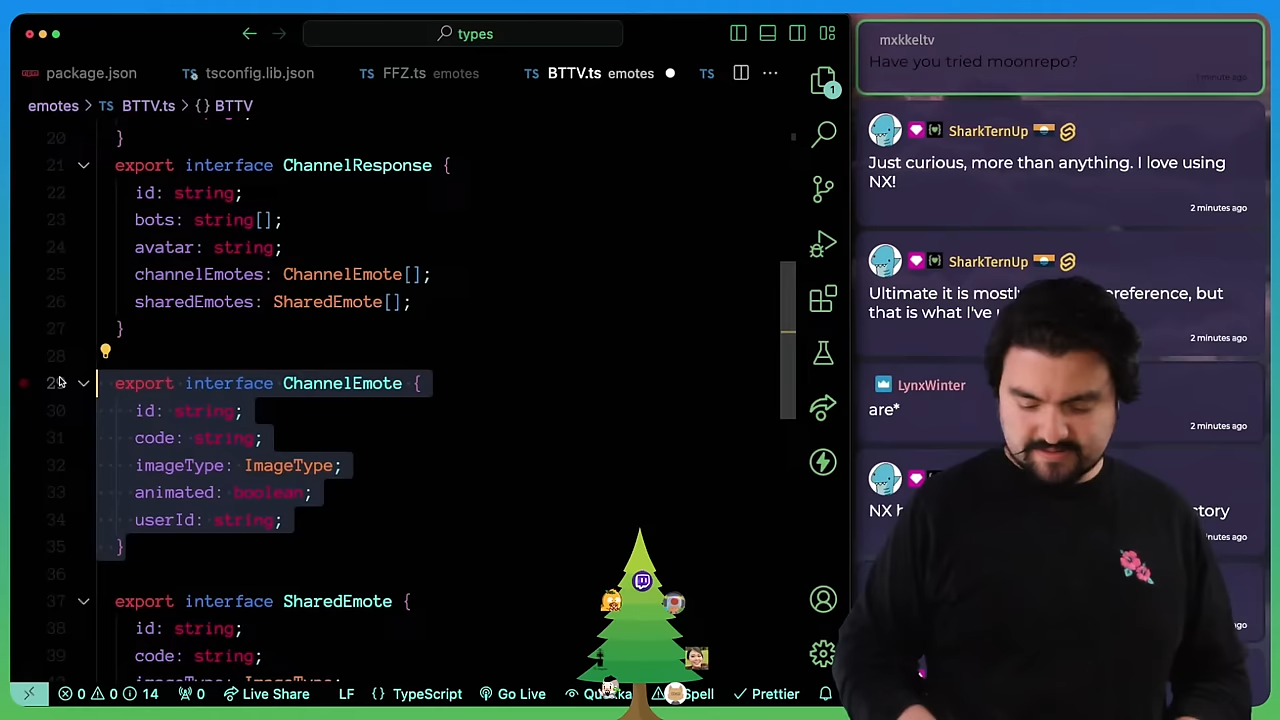 types
package.json
tsconfig.lib.json
TS FFZ.ts emotes
TS BTTV.ts emotes
TS
emotes > TS BTTV.ts > {} BTTV
20 }
21 export interface ChannelResponse {
22 id: string;
23 bots: string[];
24 avatar: string;
25 channelEmotes: ChannelEmote[];
26 sharedEmotes: SharedEmote[];
27 }
28
29 export interface ChannelEmote {
30 id: string;
31 code: string;
32 imageType: ImageType;
33 animated: boolean;
34 userId: string;
35 }
36
37 export interface SharedEmote {
38 id: string;
39 code: string;
0 0 14 0 Live Share LF {} TypeScript Go Live Spell Prettier
1
mxkkeltv
Have you tried moonrepo?
1 minute ago
SharkTernUp
Just curious, more than anything. I love using
NX!
2 minutes ago
SharkTernUp
Ultimate it is mostly preference, but
that is what I've
2 minutes ago
LynxWinter
are*
2 minutes ago